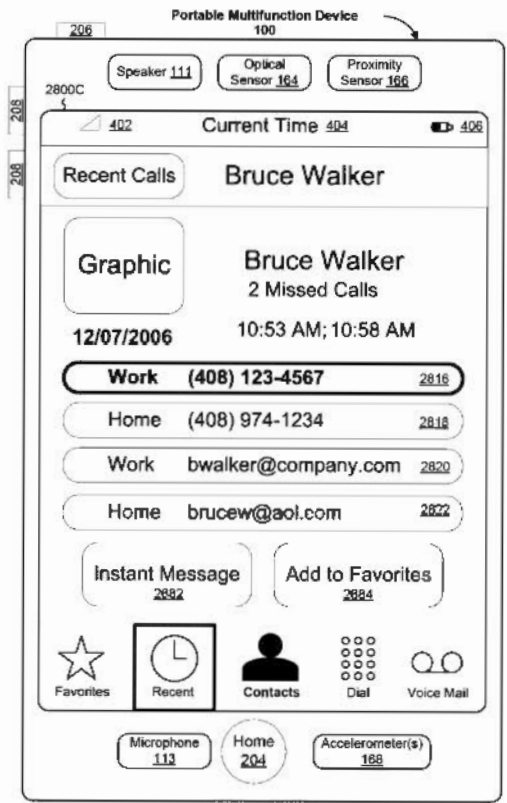 Portable Multifunction Device
100
206
Speaker 111
Optical
Sensor 164
Proximity
Sensor 166
2800C
208
402
Current Time 404
406
208
Recent Calls
Bruce Walker
Graphic
Bruce Walker
2 Missed Calls
12/07/2006
10:53 AM; 10:58 AM
Work (408) 123-4567 2816
Home (408) 974-1234 2818
Work bwalker@company.com 2820
Home brucew@aol.com 2822
Instant Message
2682
Add to Favorites
2684
Favorites
Recent
Contacts
Dial
Voice Mail
Microphone
113
Home
204
Accelerometer(s)
168